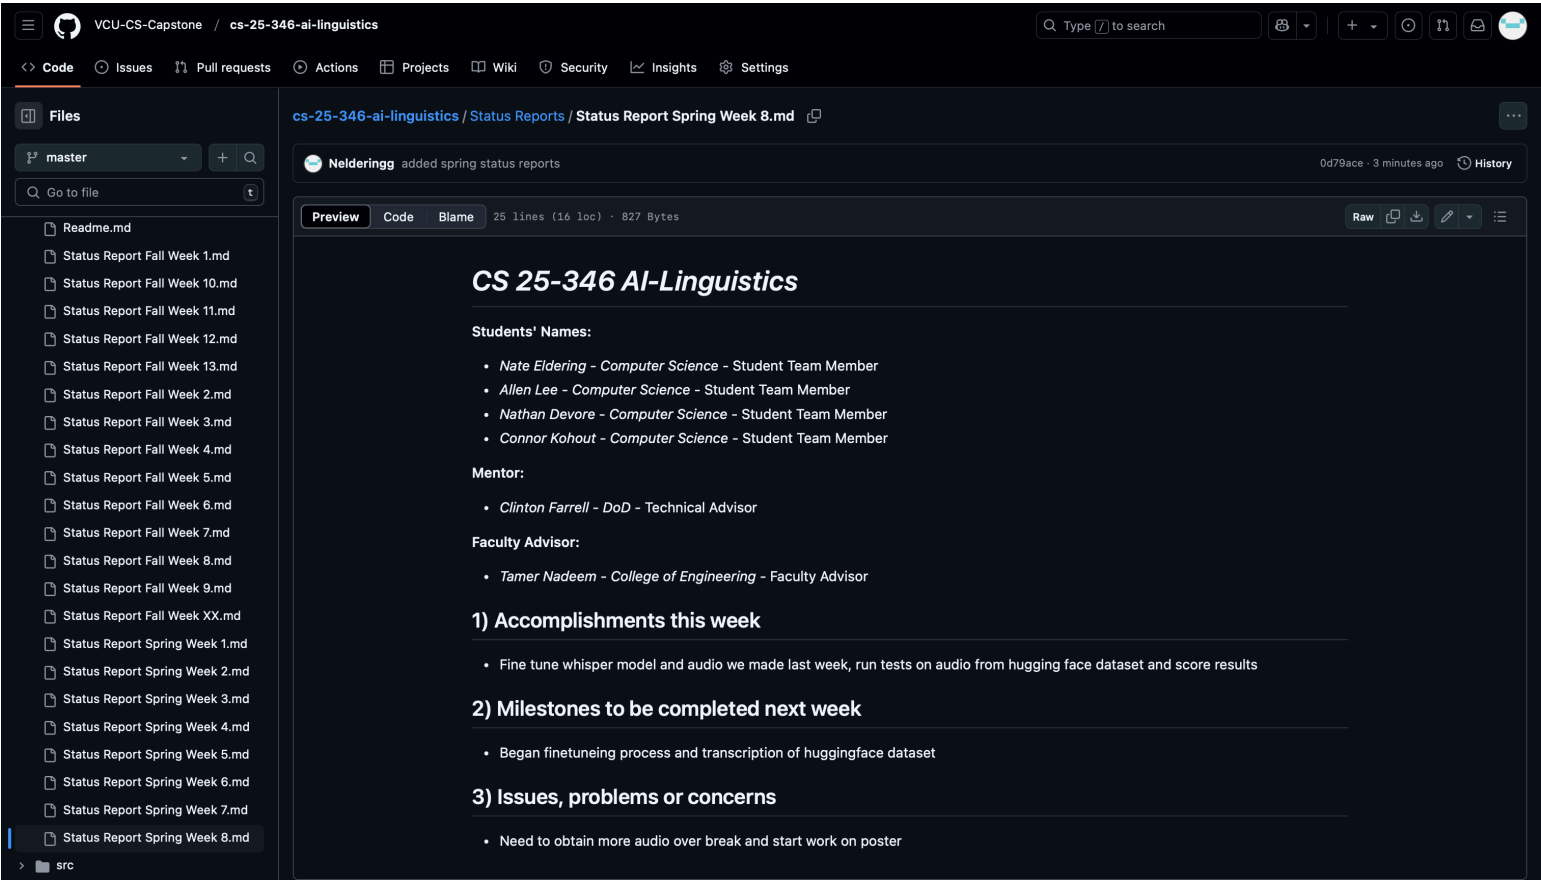 VCU-CS-Capstone / cs-25-346-ai-linguistics
Type / to search
Code
Issues
Pull requests
Actions
Projects
Wiki
Security
Insights
Settings
Files
master
Go to file
t
Readme.md
Status Report Fall Week 1.md
Status Report Fall Week 10.md
Status Report Fall Week 11.md
Status Report Fall Week 12.md
Status Report Fall Week 13.md
Status Report Fall Week 2.md
Status Report Fall Week 3.md
Status Report Fall Week 4.md
Status Report Fall Week 5.md
Status Report Fall Week 6.md
Status Report Fall Week 7.md
Status Report Fall Week 8.md
Status Report Fall Week 9.md
Status Report Fall Week XX.md
Status Report Spring Week 1.md
Status Report Spring Week 2.md
Status Report Spring Week 3.md
Status Report Spring Week 4.md
Status Report Spring Week 5.md
Status Report Spring Week 6.md
Status Report Spring Week 7.md
Status Report Spring Week 8.md
src
cs-25-346-ai-linguistics / Status Reports / Status Report Spring Week 8.md
Neldeingg added spring status reports
0d79ace · 3 minutes ago
History
Preview
Code
Blame
25 lines (16 loc) · 827 Bytes
Raw
CS 25-346 AI-Linguistics
Students' Names:
• Nate Eldering - Computer Science - Student Team Member
• Allen Lee - Computer Science - Student Team Member
• Nathan Devore - Computer Science - Student Team Member
• Connor Kohout - Computer Science - Student Team Member
Mentor:
• Clinton Farrell - DoD - Technical Advisor
Faculty Advisor:
• Tamer Nadeem - College of Engineering - Faculty Advisor
1) Accomplishments this week
• Fine tune whisper model and audio we made last week, run tests on audio from hugging face dataset and score results
2) Milestones to be completed next week
• Began finetuneing process and transcription of huggingface dataset
3) Issues, problems or concerns
• Need to obtain more audio over break and start work on poster